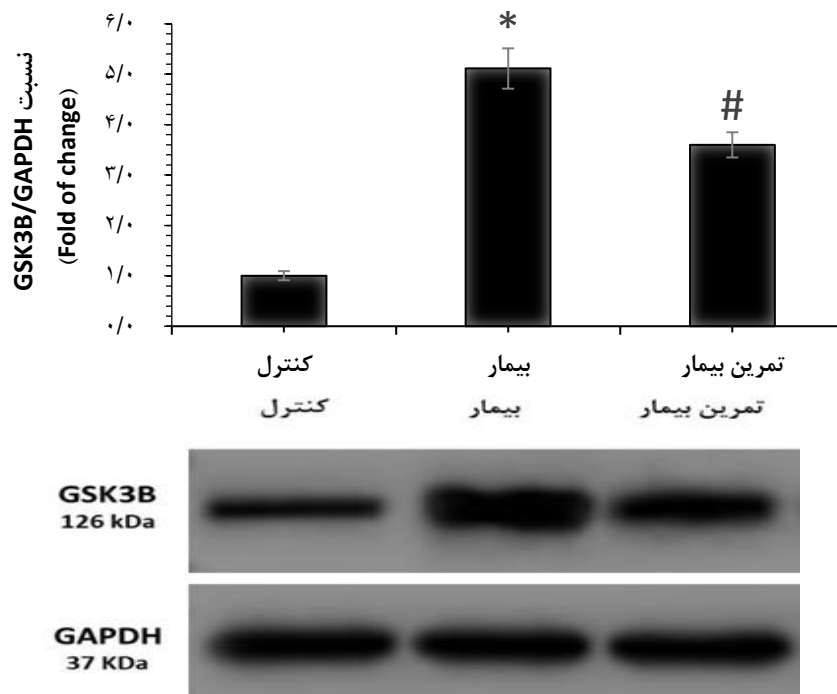 نسبت GSK3B/GAPDH
(Fold of change)
۶/۰
۵/۰
۴/۰
۳/۰
۲/۰
۱/۰
۰/۰
*
#
کنترل
بیمار
تمرین بیمار
کنترل
بیمار
تمرین بیمار
GSK3B
126 kDa
GAPDH
37 KDa